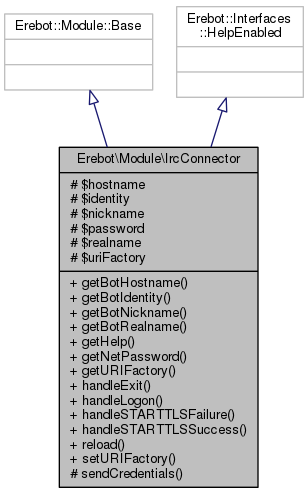 Erebot::Module::Base
Erebot::Interfaces
::HelpEnabled
Erebot\Module\IrcConnector
# $hostname
# $identity
# $nickname
# $password
# $realname
# $uriFactory
+ getBotHostname()
+ getBotIdentity()
+ getBotNickname()
+ getBotRealname()
+ getHelp()
+ getNetPassword()
+ getURIFactory()
+ handleExit()
+ handleLogon()
+ handleSTARTTLSFailure()
+ handleSTARTTLSSuccess()
+ reload()
+ setURIFactory()
# sendCredentials()